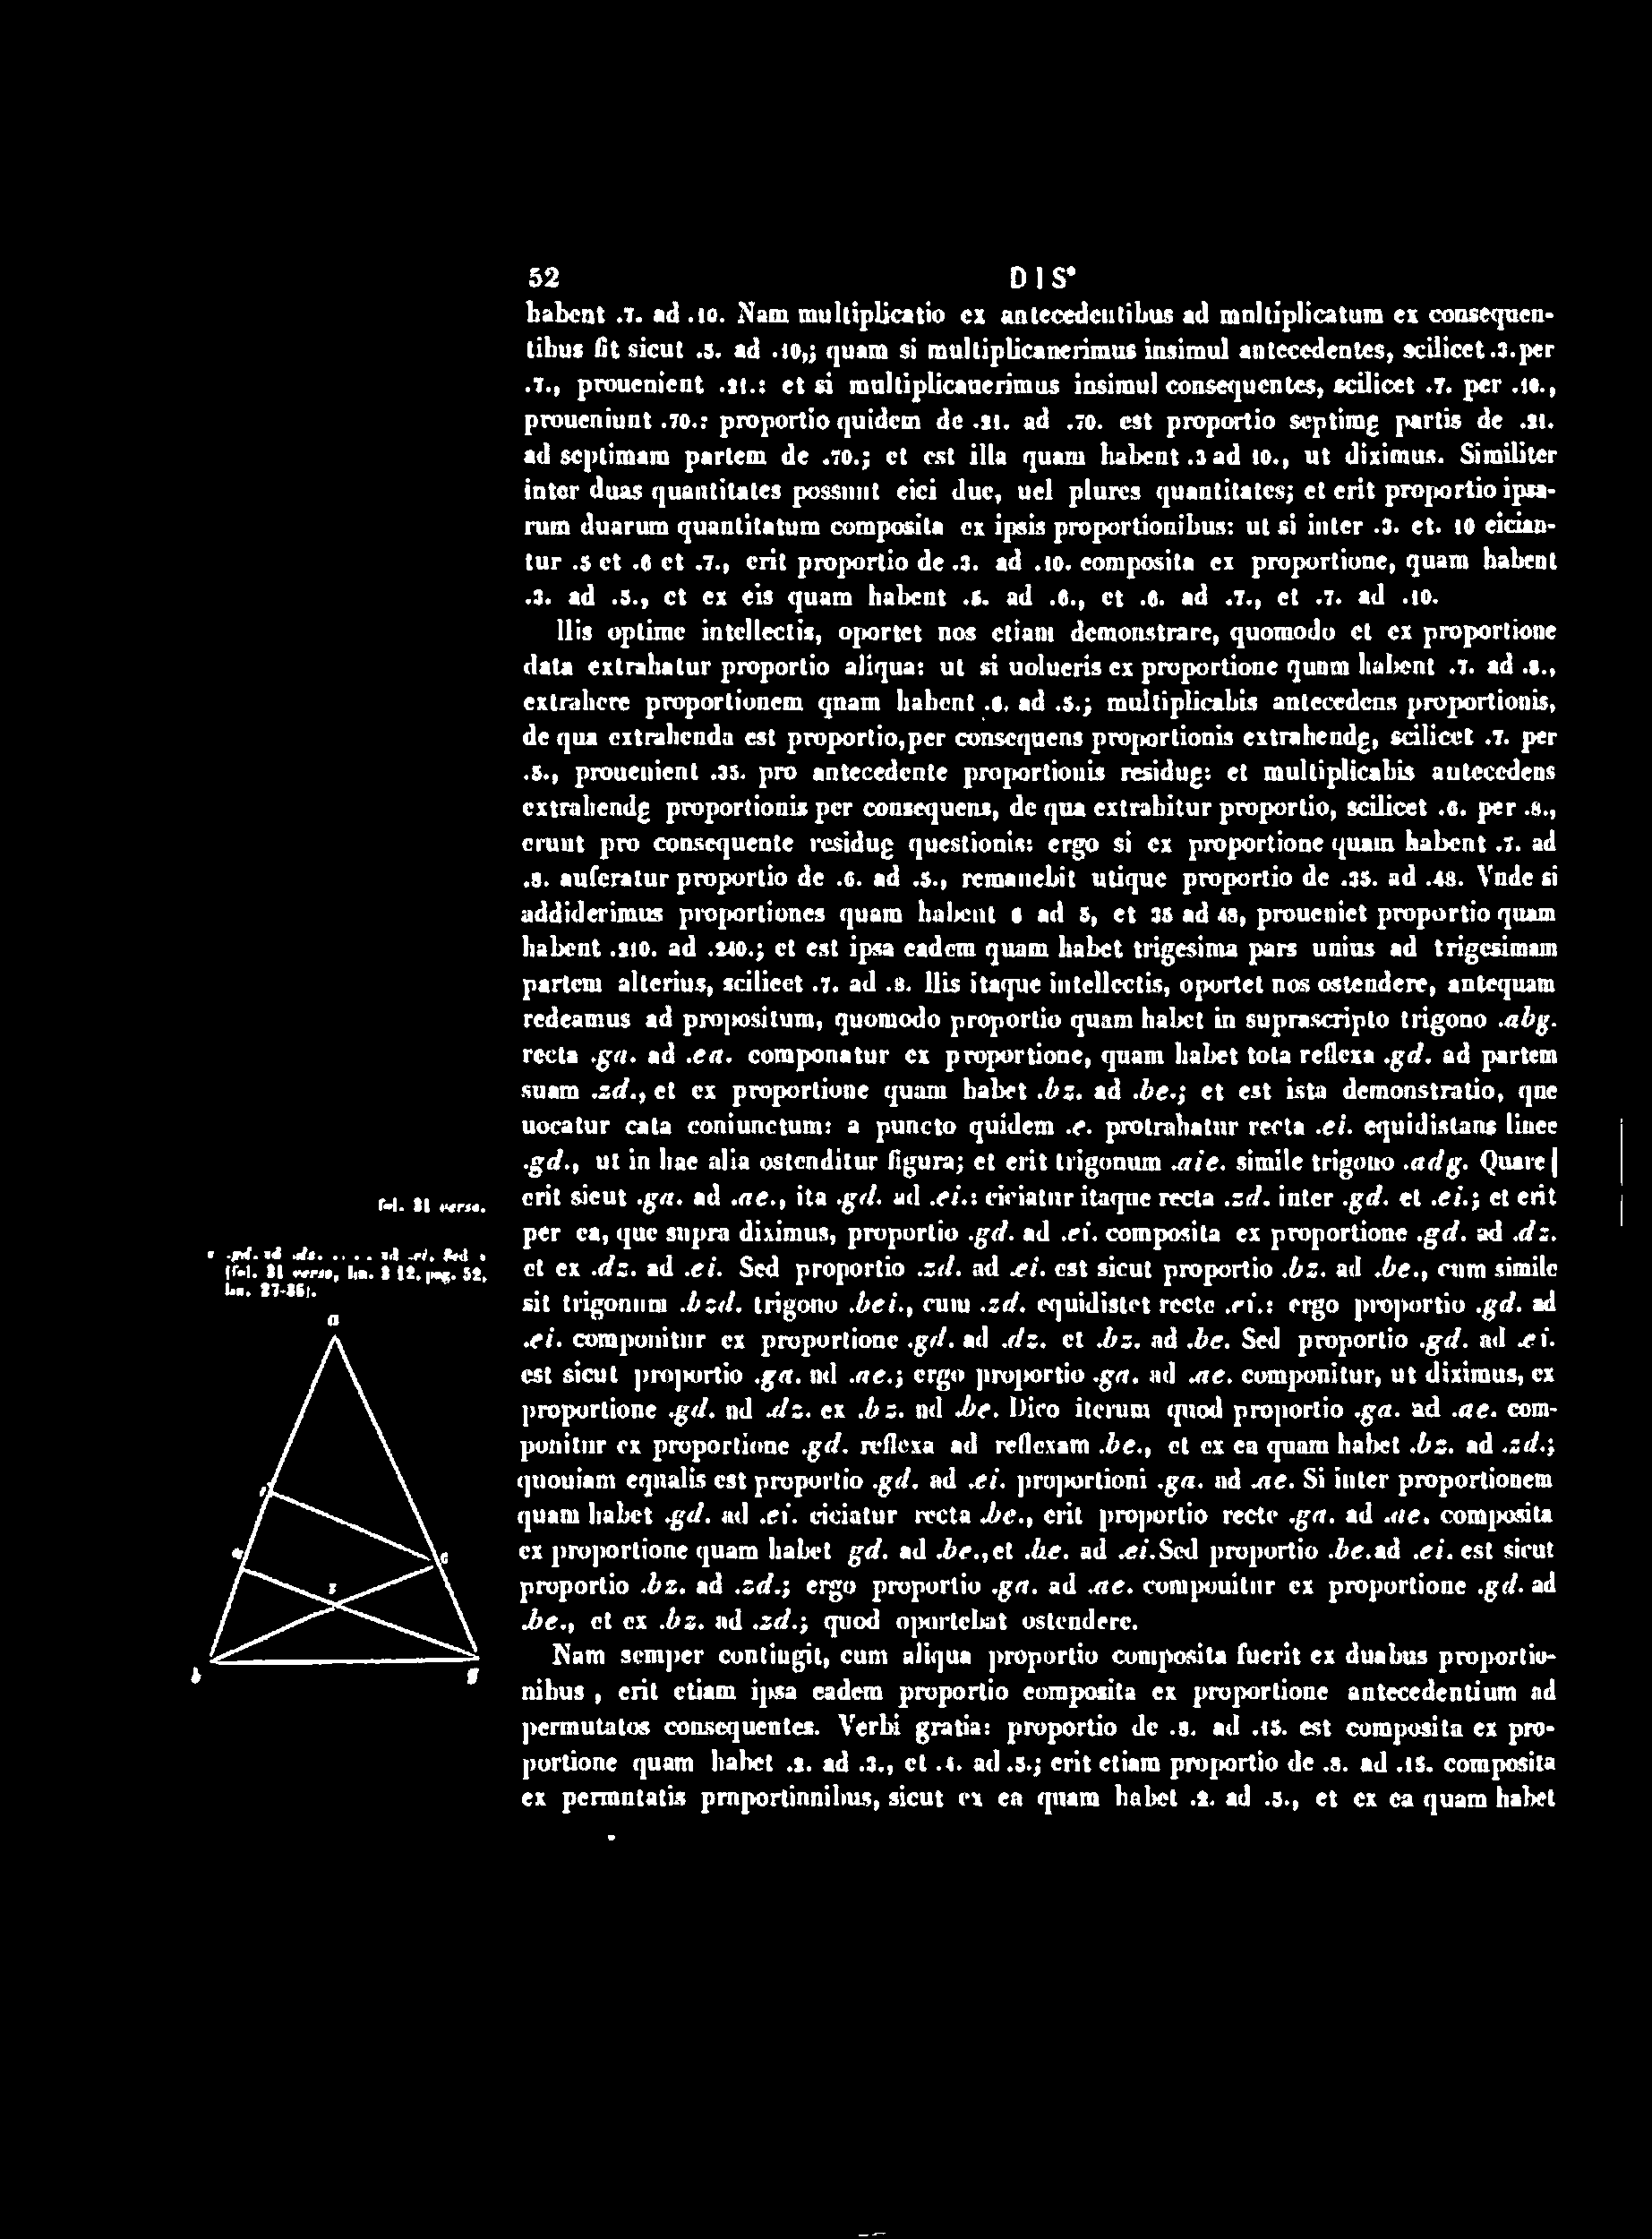 52 DIS*
habent .7. ad .10. Nam multiplicatio ex antecedentibus ad multiplicatum ex consequen-
tibus fit sicut .3. ad .10,; quam si multiplicauerimus insimul antecedentes, scilicet .3. per
.7., prouenient .21.: et si multiplicauerimus insimul consequentes, scilicet .7. per .10.,
proueniunt .70.: proportio quidem de .21. ad .70. est proportio septimę partis de .21.
ad septimam partem de .70.; et est illa quam habent .3 ad 10., ut diximus. Similiter
inter duas quantitates possunt eici due, uel plures quantitates; et erit proportio ipsa-
rum duarum quantitatum composita ex ipsis proportionibus: ut si inter .3. et. 10 eician-
tur .5 et .6 et .7., erit proportio de .3. ad .10. composita ex proportione, quam habent
.3. ad .5., et ex eis quam habent .5. ad .6., et .6. ad .7., et .7. ad .10.
His optime intellectis, oportet nos etiam demonstrare, quomodo et ex proportione
data extrahatur proportio aliqua: ut si uolueris ex proportione quam habent .7. ad .8.,
extrahere proportionem quam habent .6. ad .5.; multiplicabis antecedens proportionis,
de qua extrahenda est proportio, per consequens proportionis extrahendę, scilicet .7. per
.5., prouenient .35. pro antecedente proportionis residuę: et multiplicabis antecedens
extrahendę proportionis per consequens, de qua extrahitur proportio, scilicet .6. per .8.,
erunt pro consequente residuę questionis: ergo si ex proportione quam habent .7. ad
.8. auferatur proportio de .6. ad .5., remanebit utique proportio de .35. ad .48. Vnde si
addiderimus proportiones quam habent 6 ad 5, et 35 ad 48, proueniet proportio quam
habent .210. ad .240.; et est ipsa eadem quam habet trigesima pars unius ad trigesimam
partem alterius, scilicet .7. ad .8. His itaque intellectis, oportet nos ostendere, antequam
redeamus ad propositum, quomodo proportio quam habet in suprascripto trigono .abg.
recta .ga. ad .ea. componatur ex proportione, quam habet tota reflexa .gd. ad partem
suam .zd., et ex proportione quam habet .bz. ad .be.; et est ista demonstratio, que
uocatur cata coniunctum: a puncto quidem .e. protrahatur recta .ei. equidistans linee
.gd., ut in hac alia ostenditur figura; et erit trigonum .aie. simile trigono .adg. Quare |
fol. 21 verso.
erit sicut .ga. ad .ae., ita .gd. ad .ei.: eiciatur itaque recta .zd. inter .gd. et .ei.; et erit
per ea, que supra diximus, proportio .gd. ad .ei. composita ex proportione .gd. ad .dz.
« .gd. ad .dz. . . . . ad .ei. Sed »
(fol. 21 verso, lin. 2 12, pag. 52,
lin. 27-36).
et ex .dz. ad .ei. Sed proportio .zd. ad .ei. est sicut proportio .bz. ad .be., cum simile
sit trigonum .bzd. trigono .bei., cum .zd. equidistet recte .ei.: ergo proportio .gd. ad
.ei. componitur ex proportione .gd. ad .dz. et .bz. ad .be. Sed proportio .gd. ad .ei.
est sicut proportio .ga. ad .ae.; ergo proportio .ga. ad .ae. componitur, ut diximus, ex
proportione .gd. ad .dz. ex .bz. ad .be. Dico iterum quod proportio .ga. ad .ae. com-
ponitur ex proportione .gd. reflexa ad reflexam .be., et ex ea quam habet .bz. ad .zd.;
quoniam equalis est proportio .gd. ad .ei. proportioni .ga. ad .ae. Si inter proportionem
quam habet .gd. ad .ei. eiciatur recta .be., erit proportio recte .ga. ad .ae. composita
ex proportione quam habet gd. ad .be., et .be. ad .ei. Sed proportio .be. ad .ei. est sicut
proportio .bz. ad .zd.; ergo proportio .ga. ad .ae. componitur ex proportione .gd. ad
.be., et ex .bz. ad .zd.; quod oportebat ostendere.
Nam semper contingit, cum aliqua proportio composita fuerit ex duabus proportio-
nibus , erit etiam ipsa eadem proportio composita ex proportione antecedentium ad
permutatos consequentes. Verbi gratia: proportio de .8. ad .15. est composita ex pro-
portione quam habet .2. ad .3., et .4. ad .5.; erit etiam proportio de .8. ad .15. composita
ex permutatis proportionibus, sicut ex ea quam habet .2. ad .5., et ex ea quam habet
a
i
d
e
z
b
g